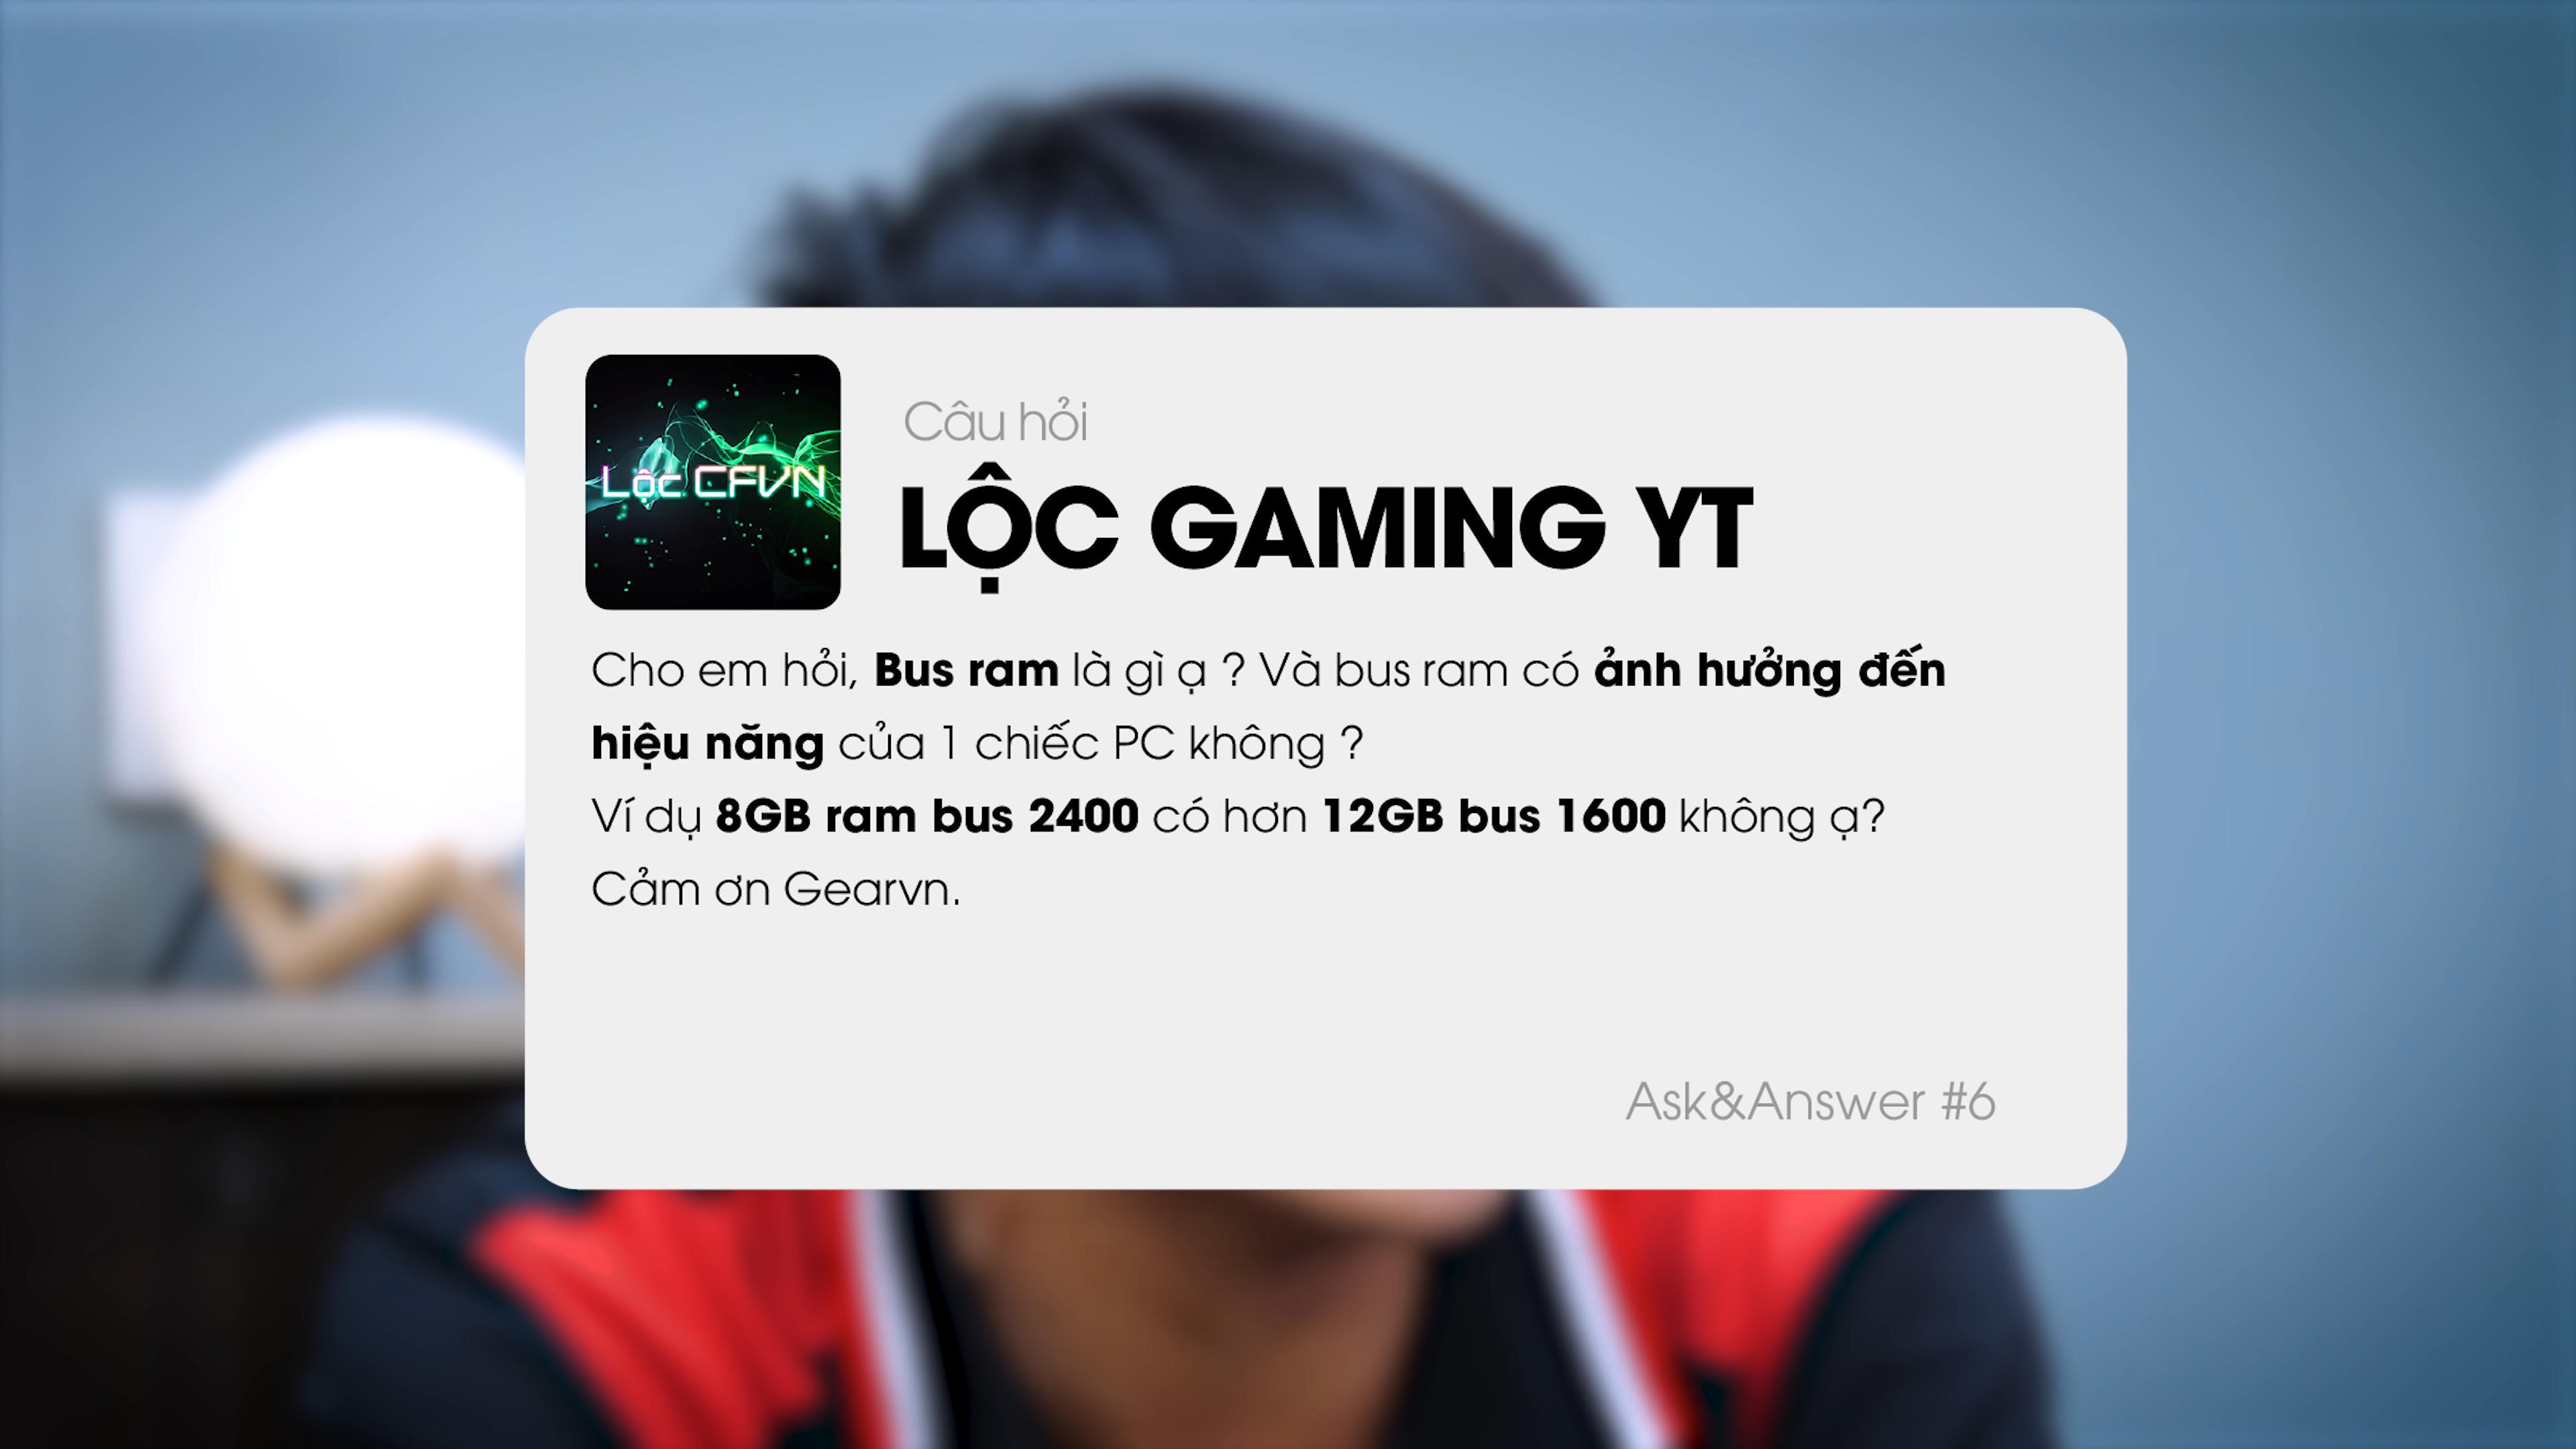 Lộc CFVN
Câu hỏi
LỘC GAMING YT
Cho em hỏi, Bus ram là gì ạ ? Và bus ram có ảnh hưởng đến
hiệu năng của 1 chiếc PC không ?
Ví dụ 8GB ram bus 2400 có hơn 12GB bus 1600 không ạ?
Cảm ơn Gearvn.
Ask&Answer #6